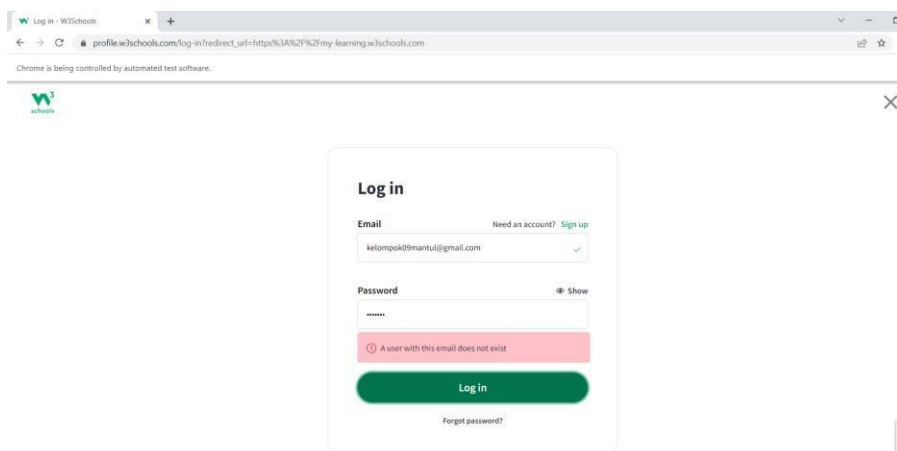 Log in - W3Schools
profile.w3schools.com/log-in?redirect_url=https%3A%2F%2Fmy-learning.w3schools.com
Chrome is being controlled by automated test software.
W3
schools
Log in
Email Need an account? Sign up
kelompok09mantul@gmail.com
Password Show
A user with this email does not exist
Log in
Forgot password?